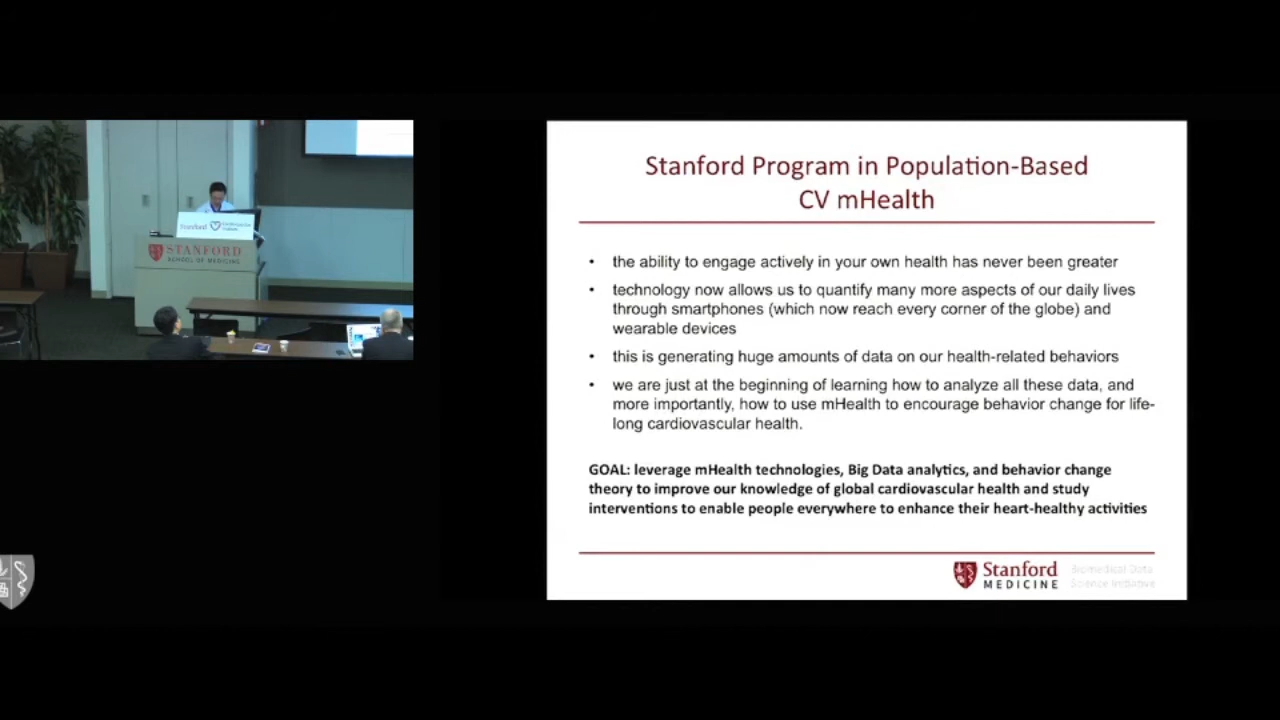 Stanford
STANFORD
SCHOOL OF MEDICINE
Stanford Program in Population-Based
CV mHealth
• the ability to engage actively in your own health has never been greater
• technology now allows us to quantify many more aspects of our daily lives
through smartphones (which now reach every corner of the globe) and
wearable devices
• this is generating huge amounts of data on our health-related behaviors
• we are just at the beginning of learning how to analyze all these data, and
more importantly, how to use mHealth to encourage behavior change for life-
long cardiovascular health.
GOAL: leverage mHealth technologies, Big Data analytics, and behavior change
theory to improve our knowledge of global cardiovascular health and study
interventions to enable people everywhere to enhance their heart-healthy activities
Stanford
MEDICINE
Biomedical Data
Science Initiative